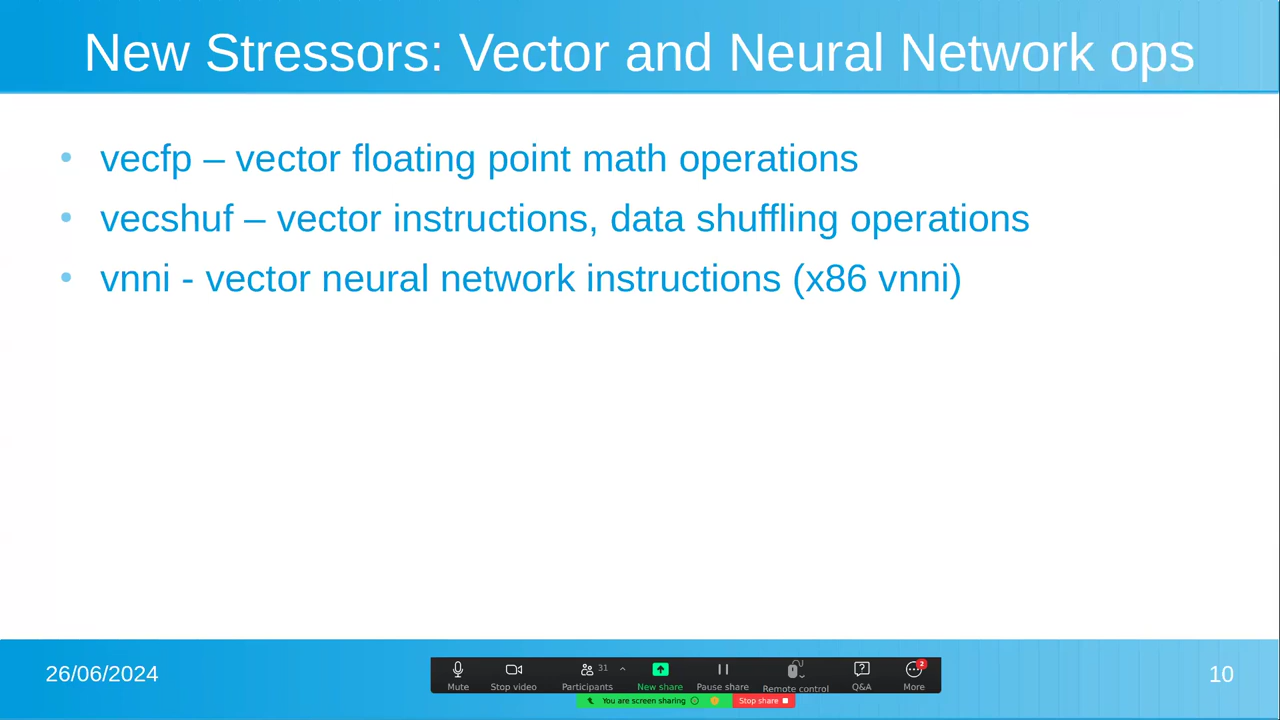 New Stressors: Vector and Neural Network ops
• vecfp – vector floating point math operations
• vecshuf – vector instructions, data shuffling operations
• vnni - vector neural network instructions (x86 vnni)
26/06/2024
10
31
2
Mute
Stop video
Participants
New share
Pause share
Remote control
Q&A
More
You are screen sharing
Stop share